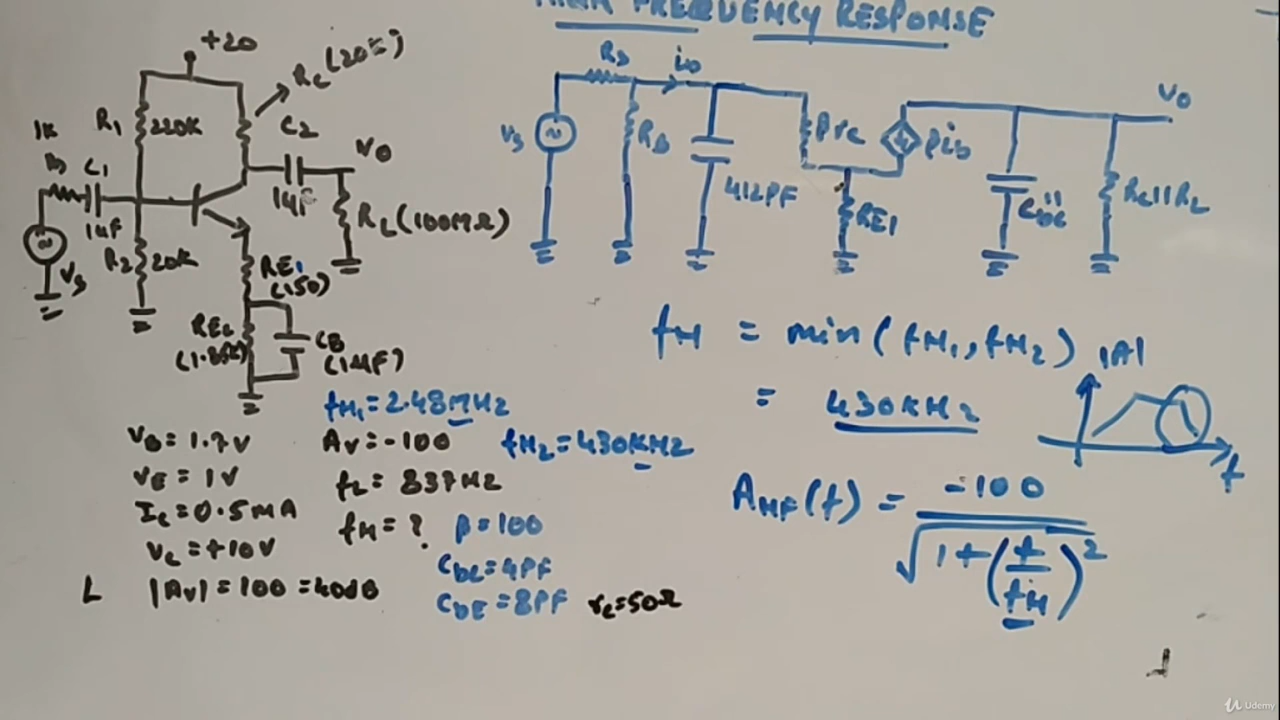 HIGH FREQUENCY RESPONSE
+20
RC (20K)
R1 220K
C2
1K
RS C1
VO
1µF
1µF
RL (100MΩ)
R2 20K
VS
RE1
(150)
RE2
(1.85K)
CB
(1µF)
RS
ib
VS
RB
412PF
βre
RE1
βib
Cbc''
RC||RL
VO
fH = min(fH1, fH2)
= 430KHz
|A|
f
fH1 = 2.48MHz
VB = 1.7V
AV = -100
fH2 = 430KHz
VE = 1V
fL = 837Hz
IC = 0.5MA
fH = ?
β = 100
VC = +10V
CbC = 4PF
L |AV| = 100 = 40dB
CbE = 8PF
re = 50Ω
AHF(f) = -100 / √1+(f/fH)2
Udemy